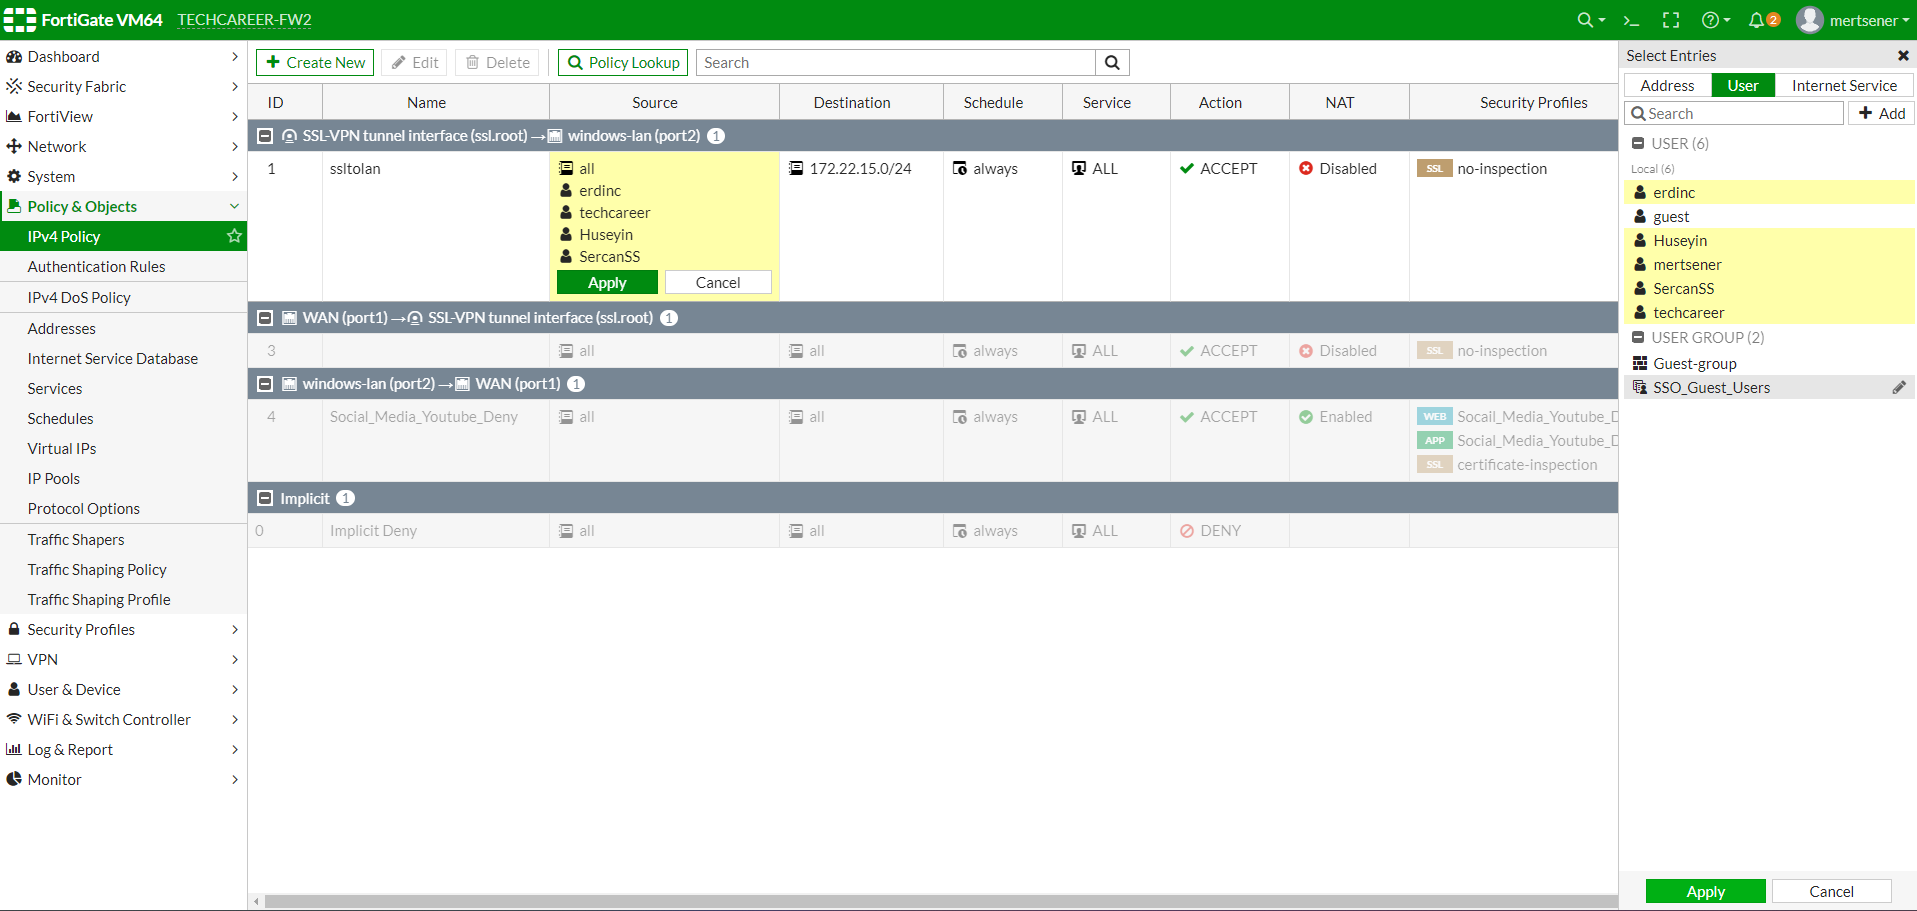 FortiGate VM64 TECHCAREER-FW2
2
mertsener
Dashboard
Security Fabric
FortiView
Network
System
Policy & Objects
IPv4 Policy
Authentication Rules
IPv4 DoS Policy
Addresses
Internet Service Database
Services
Schedules
Virtual IPs
IP Pools
Protocol Options
Traffic Shapers
Traffic Shaping Policy
Traffic Shaping Profile
Security Profiles
VPN
User & Device
WiFi & Switch Controller
Log & Report
Monitor
Create New Edit Delete Policy Lookup Search
ID Name Source Destination Schedule Service Action NAT Security Profiles
SSL-VPN tunnel interface (ssl.root) → windows-lan (port2) 1
1 ssltolan all 172.22.15.0/24 always ALL ACCEPT Disabled SSL no-inspection
erdinc
techcareer
Huseyin
SercanSS
Apply Cancel
WAN (port1) → SSL-VPN tunnel interface (ssl.root) 1
3 all all always ALL ACCEPT Disabled SSL no-inspection
windows-lan (port2) → WAN (port1) 1
4 Social_Media_Youtube_Deny all all always ALL ACCEPT Enabled WEB Socail_Media_Youtube_D
APP Social_Media_Youtube_D
SSL certificate-inspection
Implicit 1
0 Implicit Deny all all always ALL DENY
Select Entries
Address User Internet Service
Search Add
USER (6)
Local (6)
erdinc
guest
Huseyin
mertsener
SercanSS
techcareer
USER GROUP (2)
Guest-group
SSO_Guest_Users
Apply Cancel